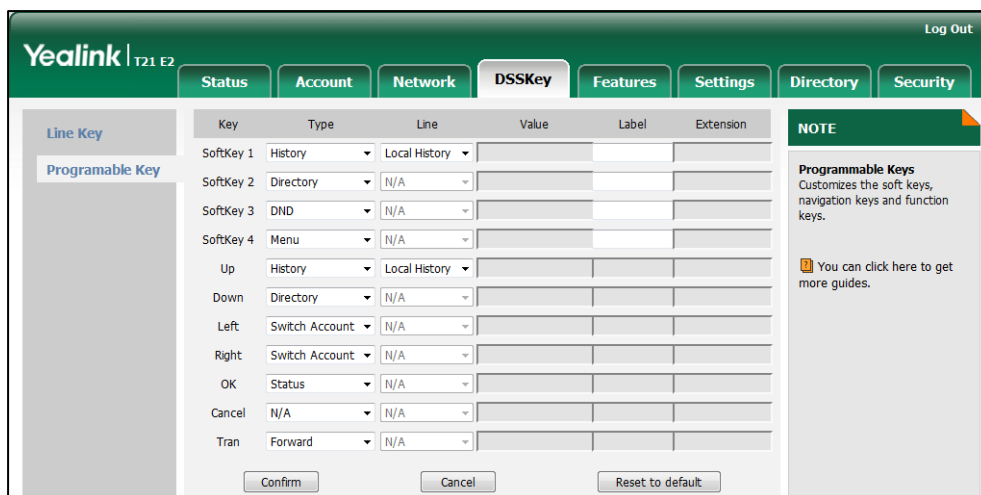 Log Out
Yealink T21 E2
Status Account Network DSSKey Features Settings Directory Security
Line Key
Programable Key
Key Type Line Value Label Extension
SoftKey 1 History Local History
SoftKey 2 Directory N/A
SoftKey 3 DND N/A
SoftKey 4 Menu N/A
Up History Local History
Down Directory N/A
Left Switch Account N/A
Right Switch Account N/A
OK Status N/A
Cancel N/A N/A
Tran Forward N/A
Confirm Cancel Reset to default
NOTE
Programmable Keys
Customizes the soft keys,
navigation keys and function
keys.
You can click here to get
more guides.